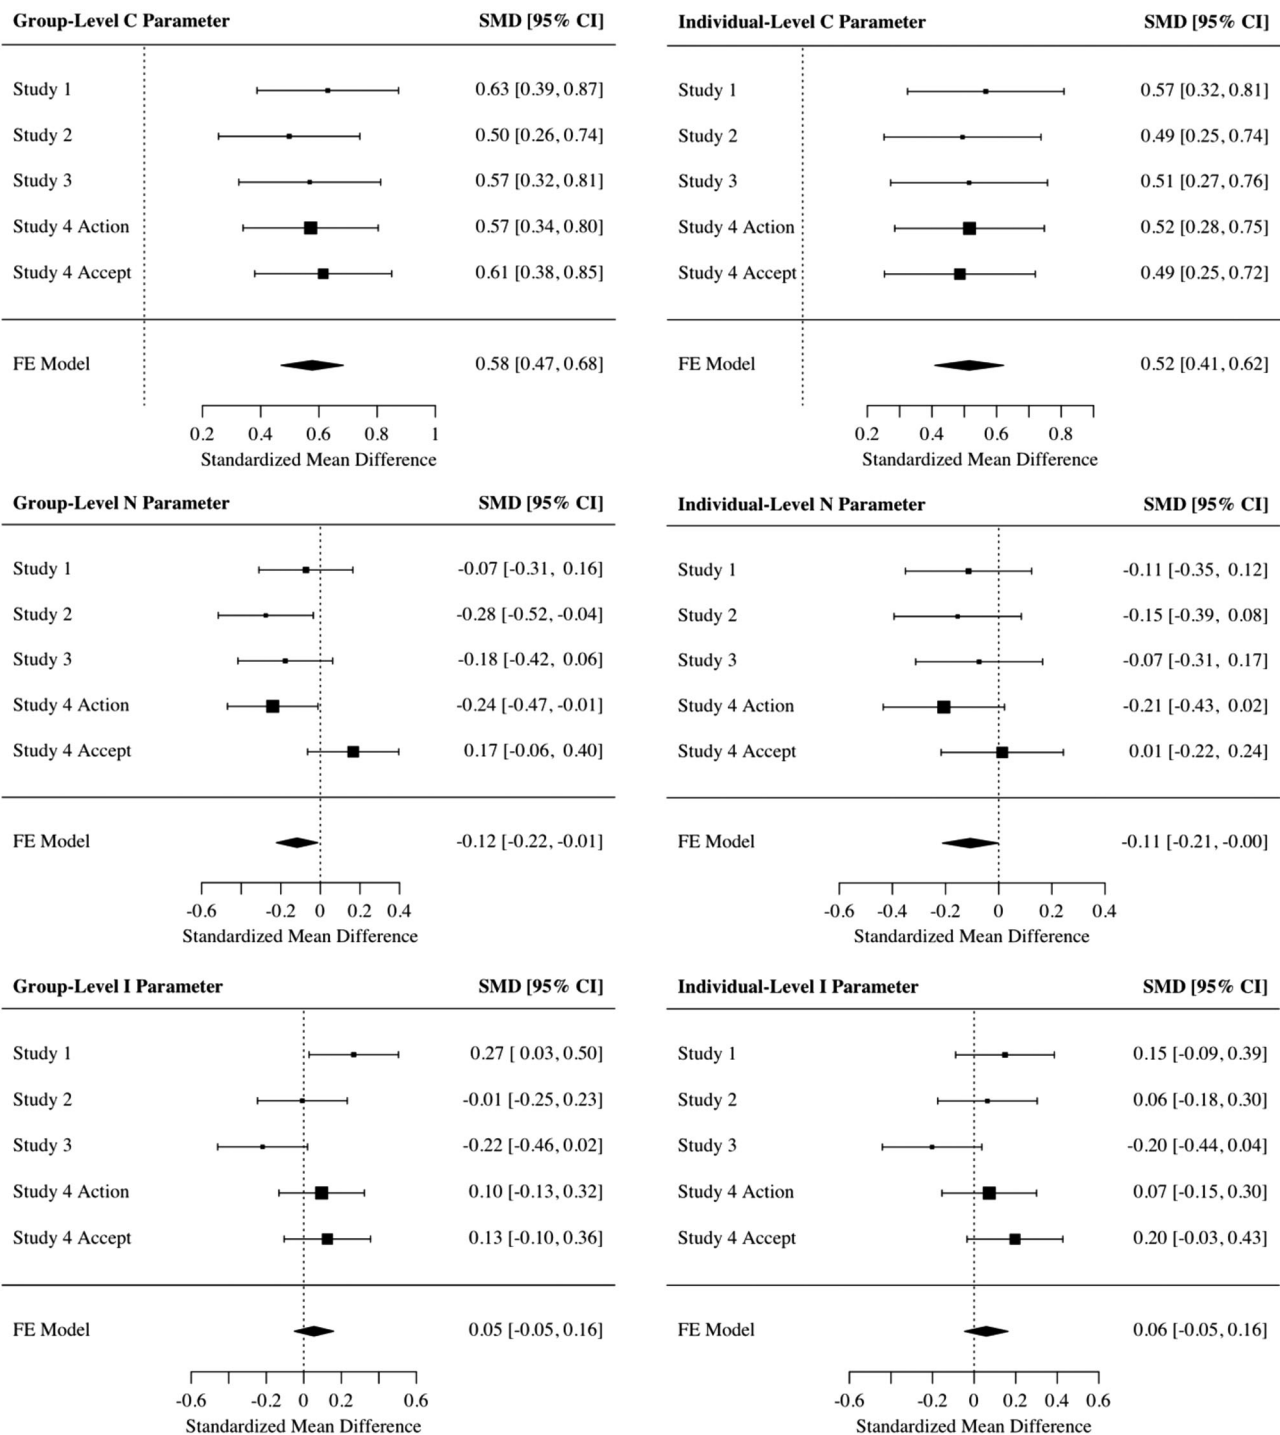 Group-Level C Parameter SMD [95% CI]
Study 1 0.63 [0.39, 0.87]
Study 2 0.50 [0.26, 0.74]
Study 3 0.57 [0.32, 0.81]
Study 4 Action 0.57 [0.34, 0.80]
Study 4 Accept 0.61 [0.38, 0.85]
FE Model 0.58 [0.47, 0.68]
0.2 0.4 0.6 0.8 1
Standardized Mean Difference
Individual-Level C Parameter SMD [95% CI]
Study 1 0.57 [0.32, 0.81]
Study 2 0.49 [0.25, 0.74]
Study 3 0.51 [0.27, 0.76]
Study 4 Action 0.52 [0.28, 0.75]
Study 4 Accept 0.49 [0.25, 0.72]
FE Model 0.52 [0.41, 0.62]
0.2 0.4 0.6 0.8
Standardized Mean Difference
Group-Level N Parameter SMD [95% CI]
Study 1 -0.07 [-0.31, 0.16]
Study 2 -0.28 [-0.52, -0.04]
Study 3 -0.18 [-0.42, 0.06]
Study 4 Action -0.24 [-0.47, -0.01]
Study 4 Accept 0.17 [-0.06, 0.40]
FE Model -0.12 [-0.22, -0.01]
-0.6 -0.2 0 0.2 0.4
Standardized Mean Difference
Individual-Level N Parameter SMD [95% CI]
Study 1 -0.11 [-0.35, 0.12]
Study 2 -0.15 [-0.39, 0.08]
Study 3 -0.07 [-0.31, 0.17]
Study 4 Action -0.21 [-0.43, 0.02]
Study 4 Accept 0.01 [-0.22, 0.24]
FE Model -0.11 [-0.21, -0.00]
-0.6 -0.4 -0.2 0 0.2 0.4
Standardized Mean Difference
Group-Level I Parameter SMD [95% CI]
Study 1 0.27 [ 0.03, 0.50]
Study 2 -0.01 [-0.25, 0.23]
Study 3 -0.22 [-0.46, 0.02]
Study 4 Action 0.10 [-0.13, 0.32]
Study 4 Accept 0.13 [-0.10, 0.36]
FE Model 0.05 [-0.05, 0.16]
-0.6 -0.2 0 0.2 0.6
Standardized Mean Difference
Individual-Level I Parameter SMD [95% CI]
Study 1 0.15 [-0.09, 0.39]
Study 2 0.06 [-0.18, 0.30]
Study 3 -0.20 [-0.44, 0.04]
Study 4 Action 0.07 [-0.15, 0.30]
Study 4 Accept 0.20 [-0.03, 0.43]
FE Model 0.06 [-0.05, 0.16]
-0.6 -0.2 0 0.2 0.4 0.6
Standardized Mean Difference